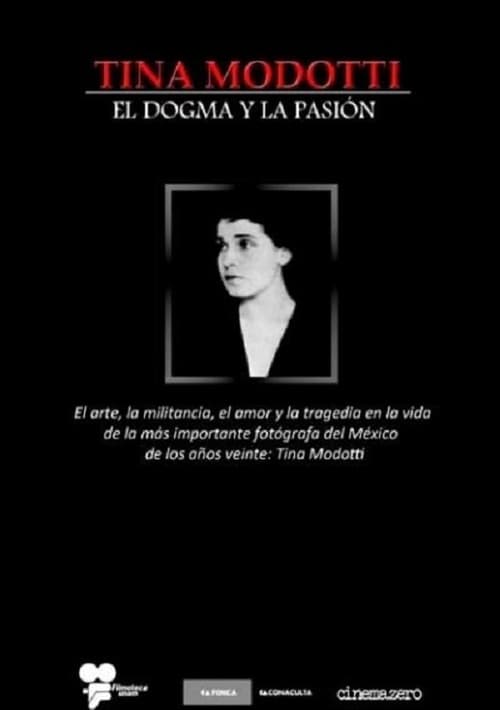 TINA MODOTTI
EL DOGMA Y LA PASIÓN
El arte, la militancia, el amor y la tragedia en la vida
de la más importante fotógrafa del México
de los años veinte: Tina Modotti
Filmoteca
unam
FONCA CONACULTA cinemazero